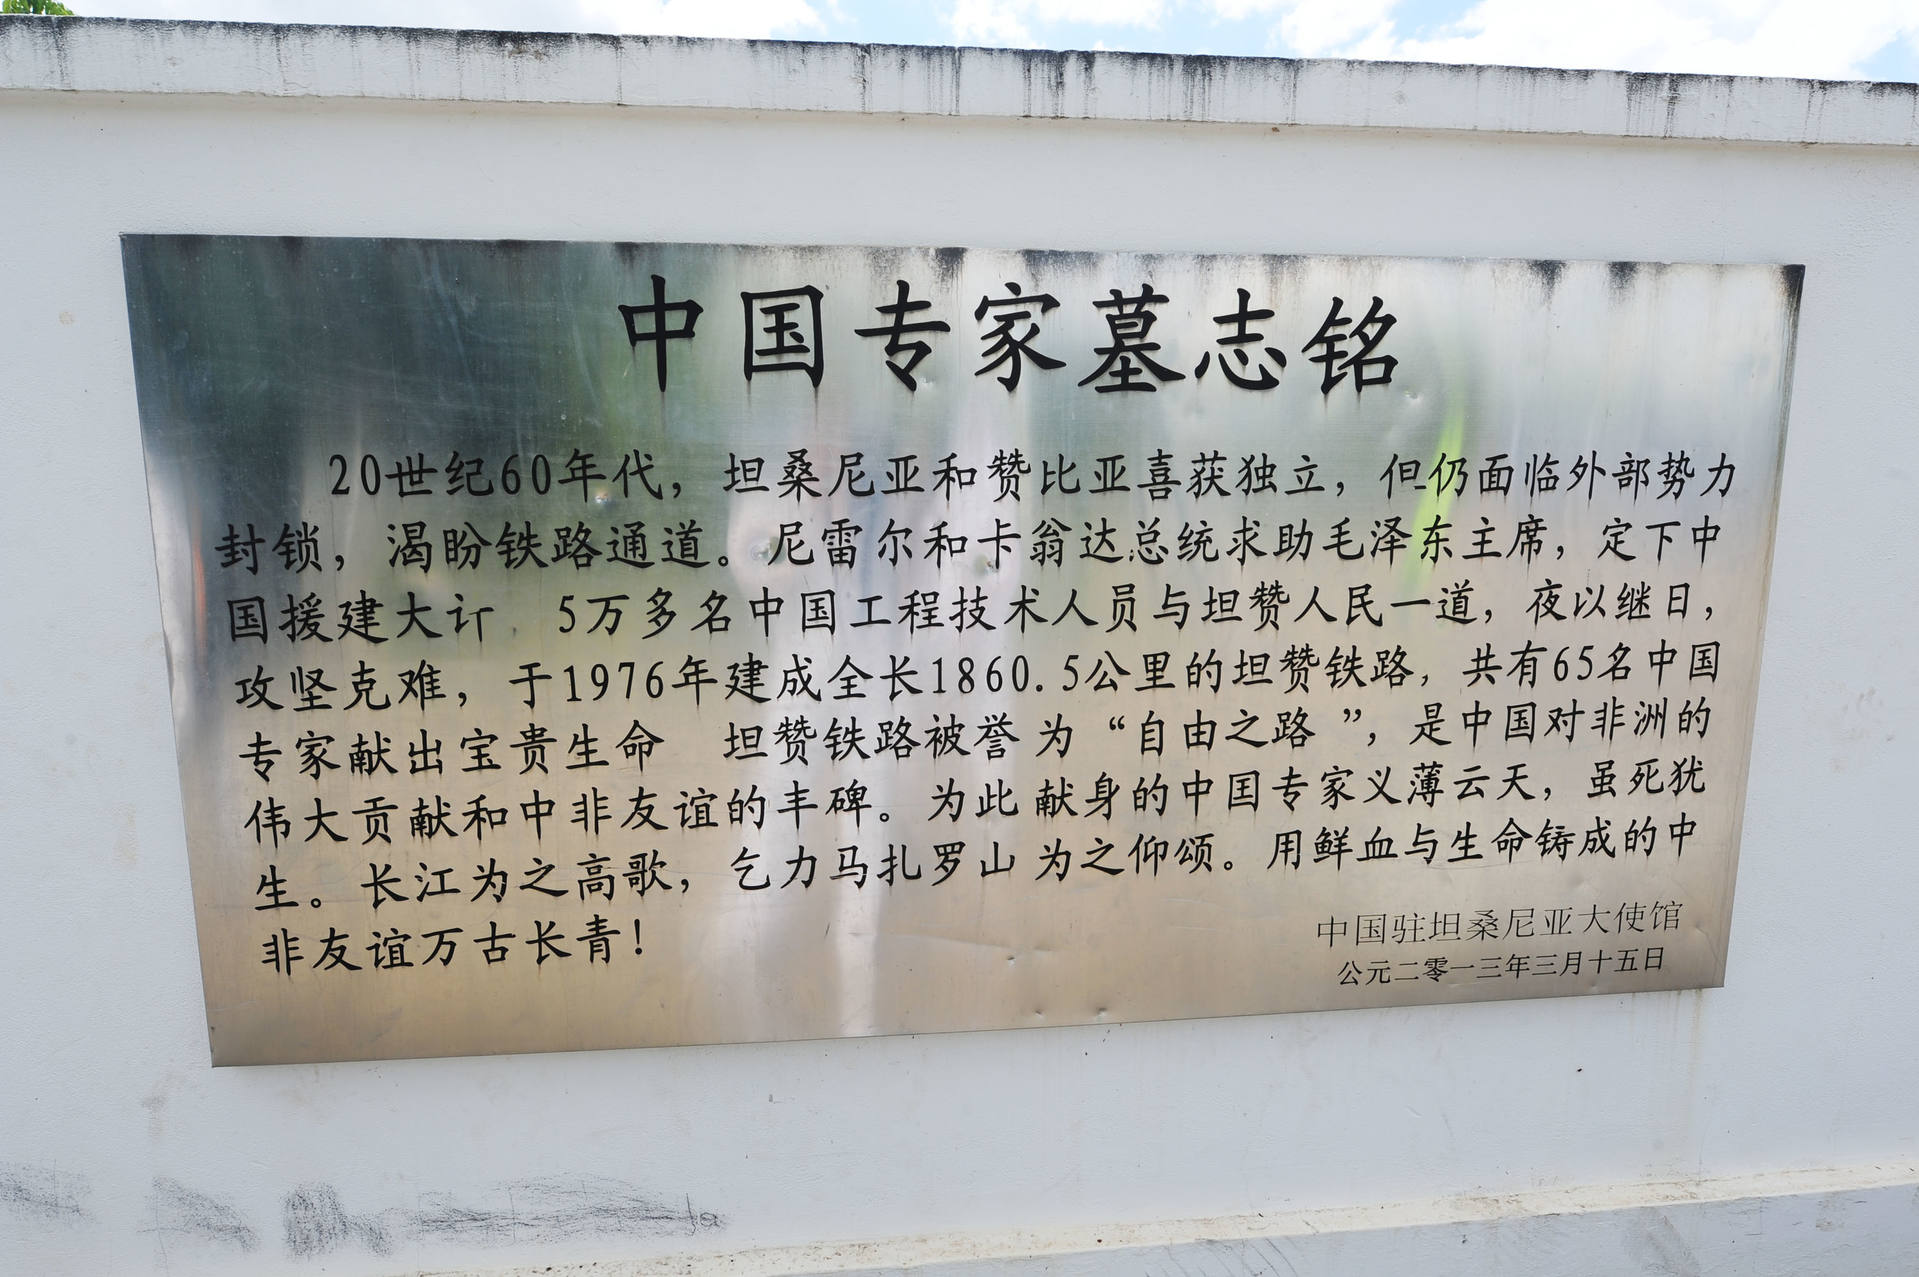 中国专家墓志铭
20世纪60年代，坦桑尼亚和赞比亚喜获独立，但仍面临外部势力
封锁，渴盼铁路通道。尼雷尔和卡翁达总统求助毛泽东主席，定下中
国援建大计 5万多名中国工程技术人员与坦赞人民一道，夜以继日，
攻坚克难，于1976年建成全长1860.5公里的坦赞铁路，共有65名中国
专家献出宝贵生命 坦赞铁路被誉为“自由之路”，是中国对非洲的
伟大贡献和中非友谊的丰碑。为此献身的中国专家义薄云天，虽死犹
生。长江为之高歌，乞力马扎罗山为之仰颂。用鲜血与生命铸成的中
非友谊万古长青！
中国驻坦桑尼亚大使馆
公元二零一三年三月十五日